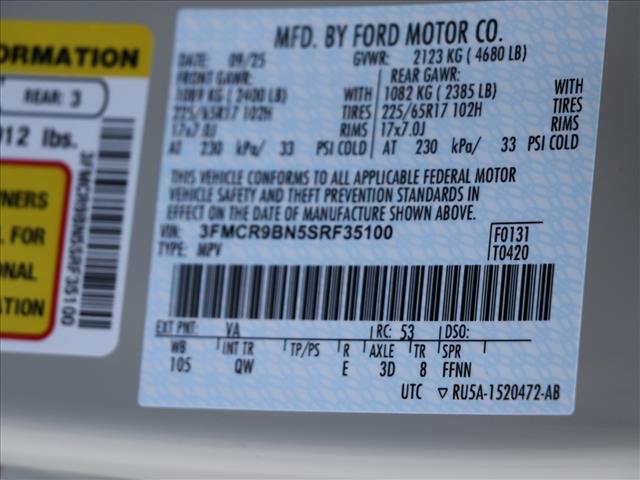 FORMATION
REAR: 3
912 lbs.
3FMCR9BN5SRF35100
NERS
L FOR
ONAL
ATION
MFD. BY FORD MOTOR CO.
DATE: 09/25 GVWR: 2123 KG ( 4680 LB)
FRONT GAWR: REAR GAWR:
1089 KG ( 2400 LB) WITH 1082 KG ( 2385 LB) WITH
225/65R17 102H TIRES 225/65R17 102H TIRES
17x7.0J RIMS 17x7.0J RIMS
AT 230 kPa/ 33 PSI COLD AT 230 kPa/ 33 PSI COLD
THIS VEHICLE CONFORMS TO ALL APPLICABLE FEDERAL MOTOR
VEHICLE SAFETY AND THEFT PREVENTION STANDARDS IN
EFFECT ON THE DATE OF MANUFACTURE SHOWN ABOVE.
VIN: 3FMCR9BN5SRF35100 F0131
TYPE: MPV T0420
EXT PNT: VA RC: 53 DSO:
WB INT TR TP/PS R AXLE TR SPR
105 QW E 3D 8 FFNN
UTC ▽ RU5A-1520472-AB